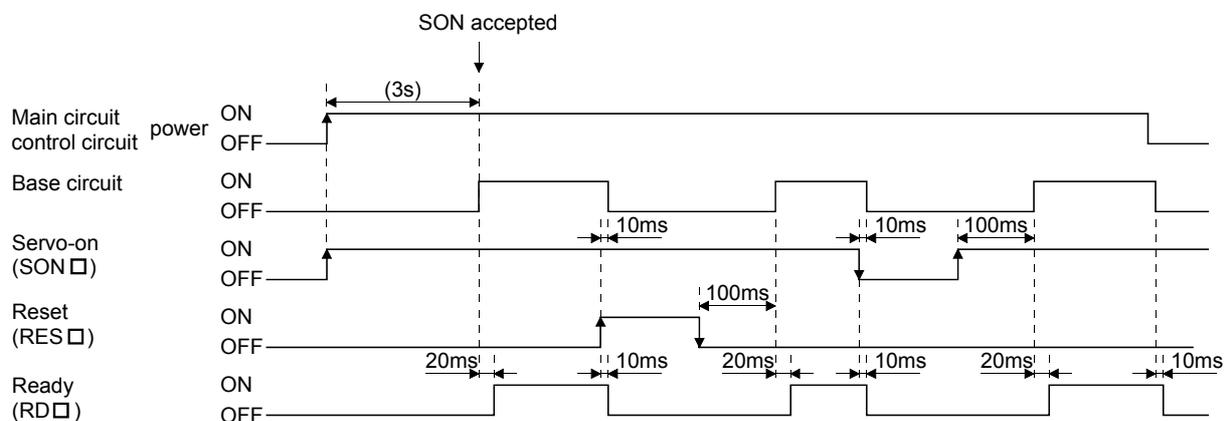 SON accepted
(3s)
Main circuit
control circuit power
ON
OFF
Base circuit
ON
OFF
10ms 10ms 100ms
Servo-on
(SON□)
ON
OFF
100ms
Reset
(RES□)
ON
OFF
20ms 10ms 20ms 10ms 20ms 10ms
Ready
(RD□)
ON
OFF